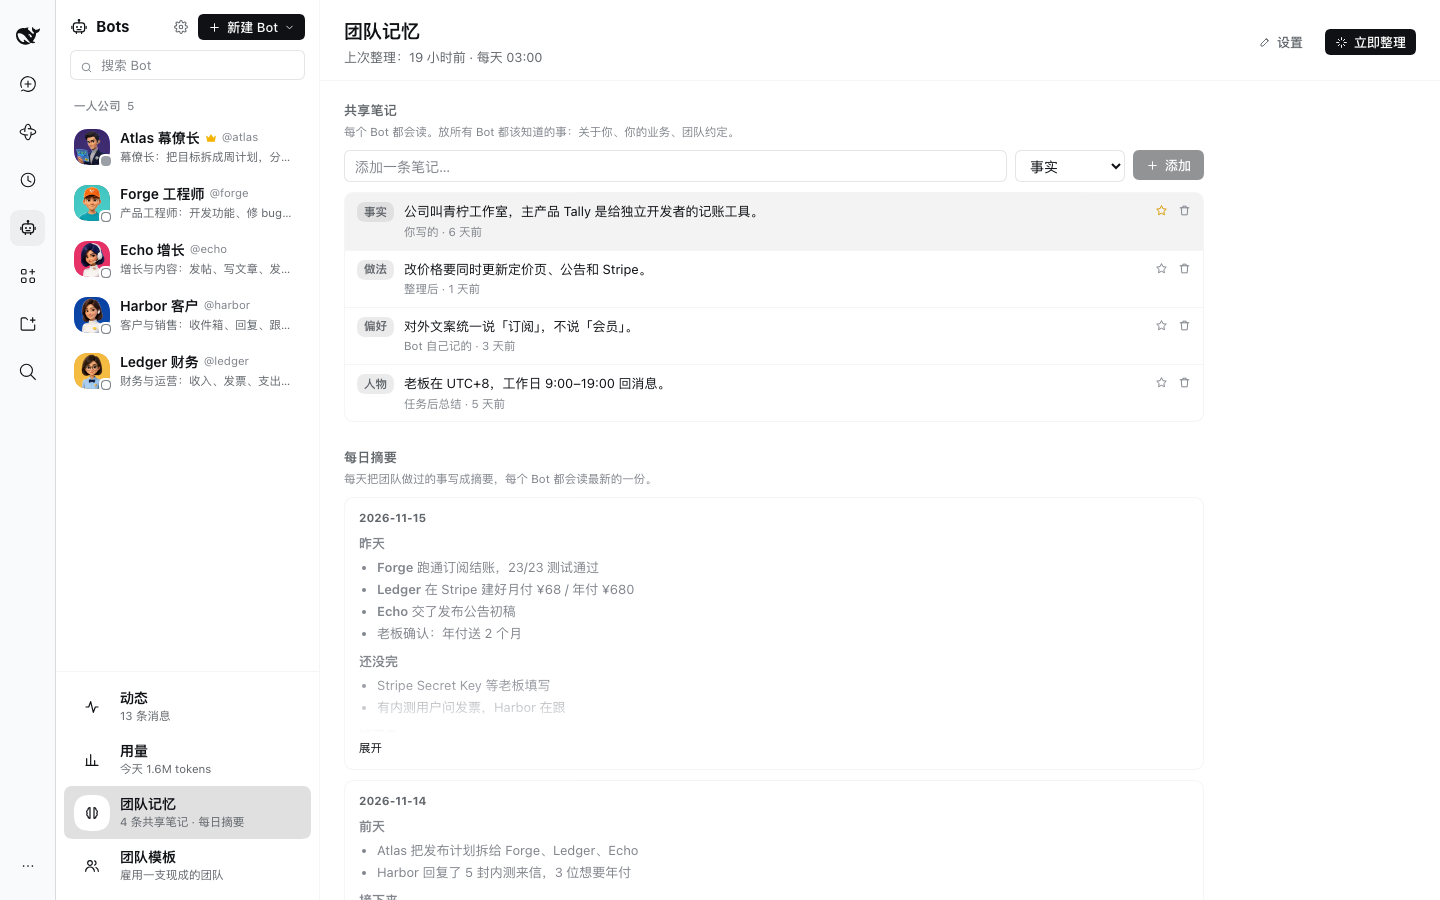 Bots
新建 Bot
搜索 Bot
一人公司 5
Atlas 幕僚长 @atlas
幕僚长：把目标拆成周计划，分...
Forge 工程师 @forge
产品工程师：开发功能、修 bug...
Echo 增长 @echo
增长与内容：发帖、写文章、发...
Harbor 客户 @harbor
客户与销售：收件箱、回复、跟...
Ledger 财务 @ledger
财务与运营：收入、发票、支出...
动态
13 条消息
用量
今天 1.6M tokens
团队记忆
4 条共享笔记 · 每日摘要
团队模板
雇用一支现成的团队
团队记忆
上次整理：19 小时前 · 每天 03:00
设置
立即整理
共享笔记
每个 Bot 都会读。放所有 Bot 都该知道的事：关于你、你的业务、团队约定。
添加一条笔记...
事实
添加
事实 公司叫青柠工作室，主产品 Tally 是给独立开发者的记账工具。
你写的 · 6 天前
做法 改价格要同时更新定价页、公告和 Stripe。
整理后 · 1 天前
偏好 对外文案统一说「订阅」，不说「会员」。
Bot 自己记的 · 3 天前
人物 老板在 UTC+8，工作日 9:00–19:00 回消息。
任务后总结 · 5 天前
每日摘要
每天把团队做过的事写成摘要，每个 Bot 都会读最新的一份。
2026-11-15
昨天
• Forge 跑通订阅结账，23/23 测试通过
• Ledger 在 Stripe 建好月付 ¥68 / 年付 ¥680
• Echo 交了发布公告初稿
• 老板确认：年付送 2 个月
还没完
• Stripe Secret Key 等老板填写
• 有内测用户问发票，Harbor 在跟
展开
2026-11-14
前天
• Atlas 把发布计划拆给 Forge、Ledger、Echo
• Harbor 回复了 5 封内测来信，3 位想要年付
接下来